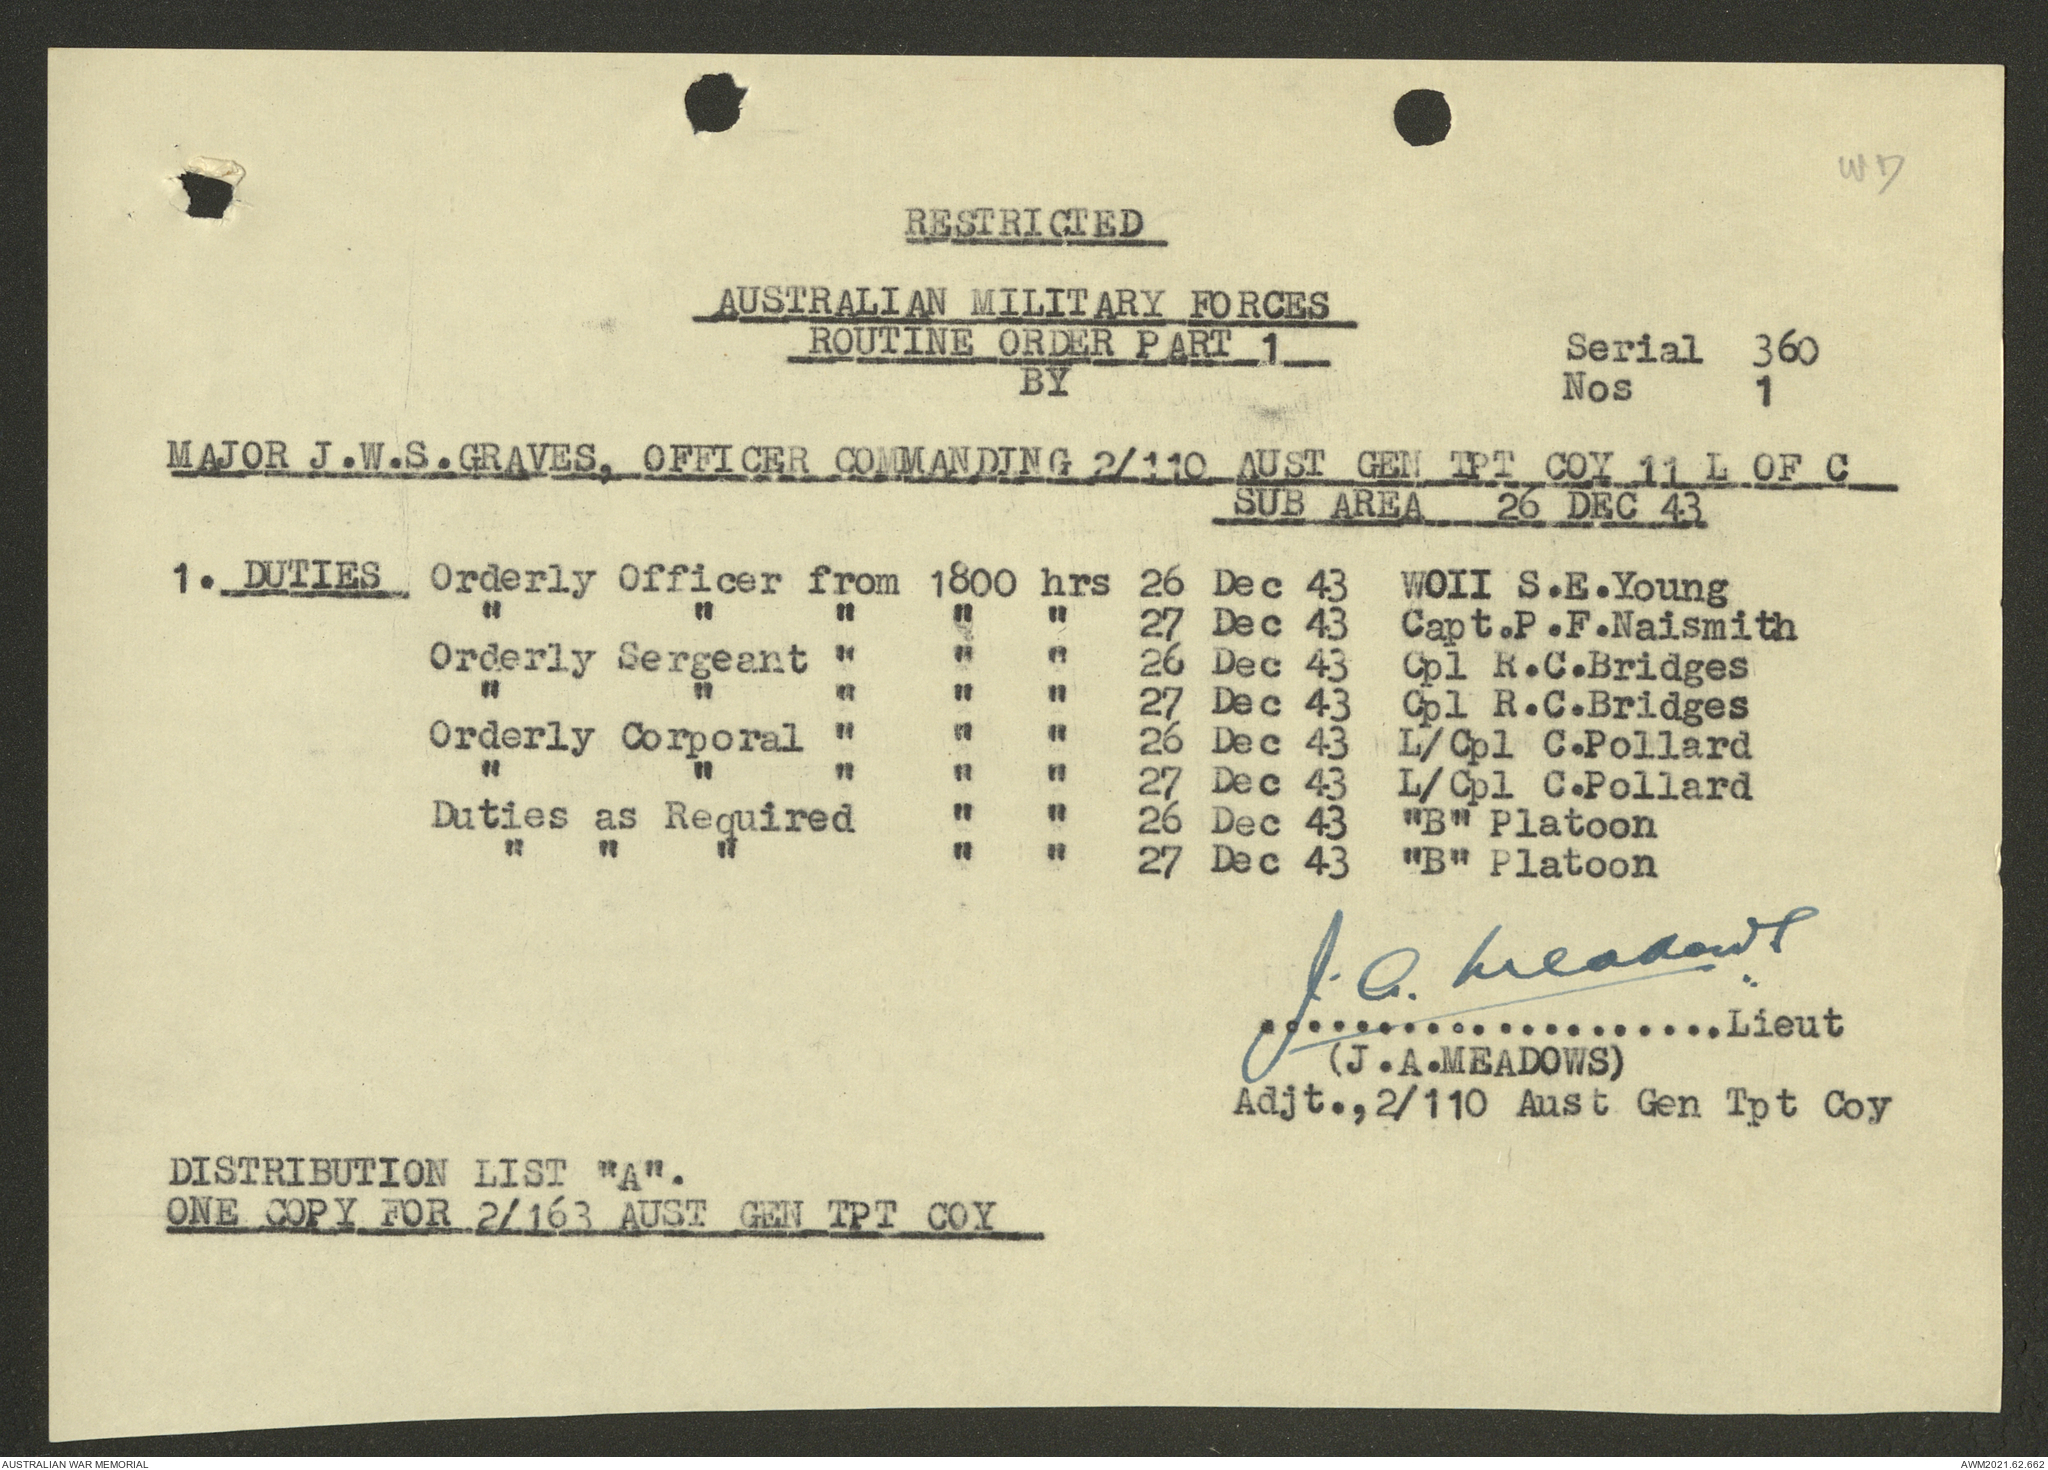 WD
RESTRICTED
AUSTRALIAN MILITARY FORCES
ROUTINE ORDER PART 1
BY
Serial 360
Nos 1
MAJOR J.W.S.GRAVES, OFFICER COMMANDING 2/110 AUST GEN TPT COY 11 L OF C
SUB AREA 26 DEC 43
1. DUTIES Orderly Officer from 1800 hrs 26 Dec 43 WOII S.E.Young
" " " " " 27 Dec 43 Capt.P.F.Naismith
Orderly Sergeant " " " 26 Dec 43 Cpl R.C.Bridges
" " " " " 27 Dec 43 Cpl R.C.Bridges
Orderly Corporal " " " 26 Dec 43 L/Cpl C.Pollard
" " " " " 27 Dec 43 L/Cpl C.Pollard
Duties as Required " " 26 Dec 43 "B" Platoon
" " " " " 27 Dec 43 "B" Platoon
J. A. Meadows
....................Lieut
(J.A.MEADOWS)
Adjt.,2/110 Aust Gen Tpt Coy
DISTRIBUTION LIST "A".
ONE COPY FOR 2/163 AUST GEN TPT COY
AUSTRALIAN WAR MEMORIAL
AWM2021.62.662